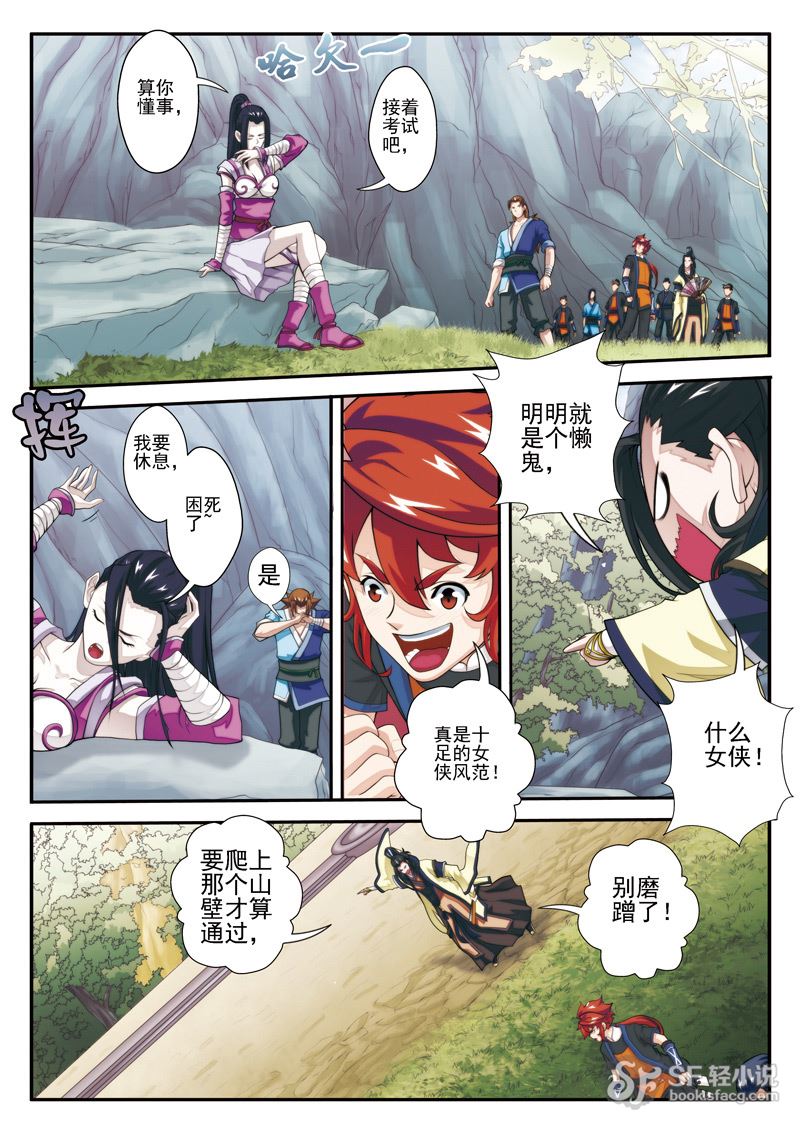 哈欠一
算你
懂事，
接着
考试
吧，
挥
我要
休息，
困死
了~
是
明明就
是个懒
鬼，
真是十
足的女
侠风范！
什么
女侠！
要爬上
那个山
壁才算
通过，
别磨
蹭了！
SF轻小说
book.sfacg.com